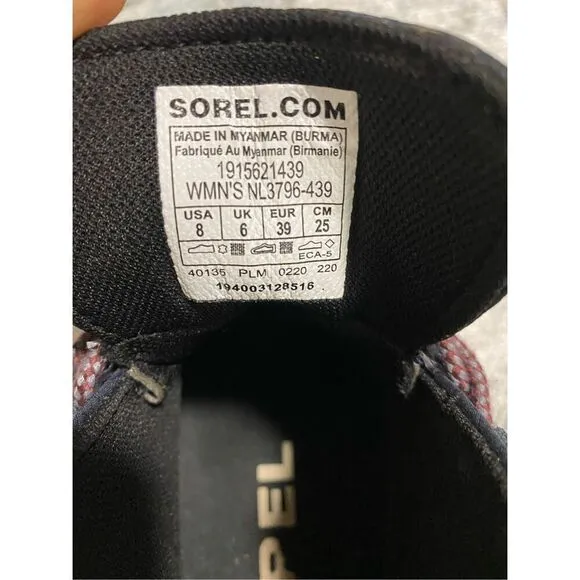 SOREL.COM
MADE IN MYANMAR (BURMA)
Fabriqué Au Myanmar (Birmanie)
1915621439
WMN'S NL3796-439
USA UK EUR CM
8 6 39 25
ECA-5
40135 PLM 0220 220
194003128516
PEL